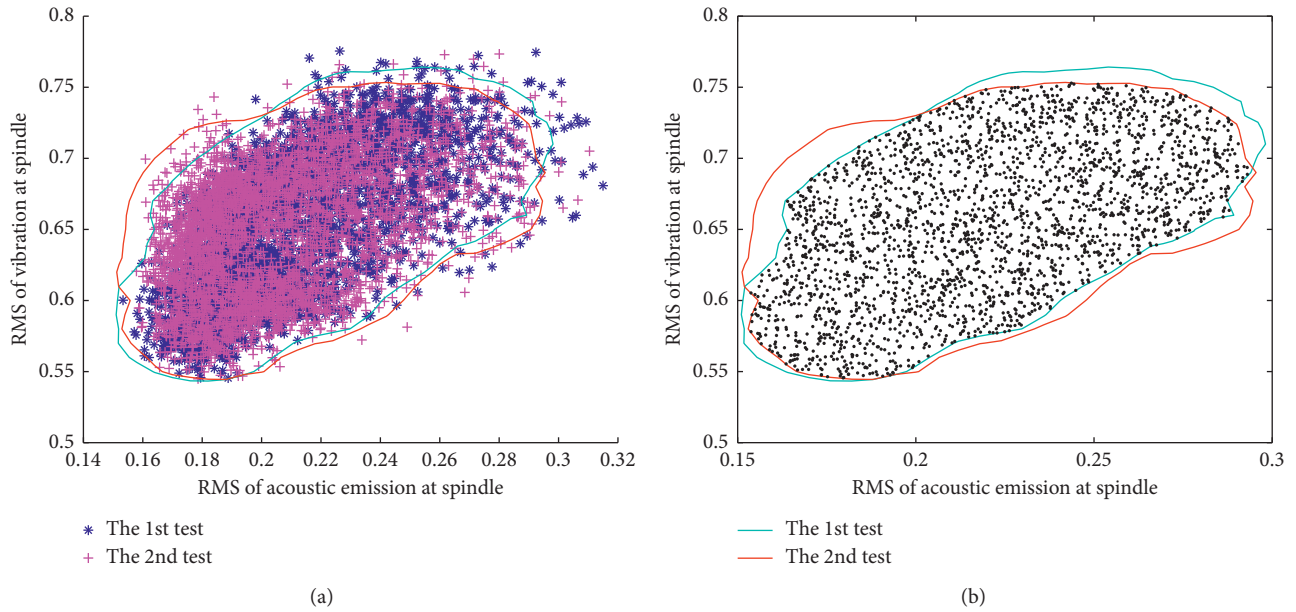 0.8
0.75
0.7
0.65
0.6
0.55
0.5
RMS of vibration at spindle
0.14 0.16 0.18 0.2 0.22 0.24 0.26 0.28 0.3 0.32
RMS of acoustic emission at spindle
The 1st test
The 2nd test
(a)
0.8
0.75
0.7
0.65
0.6
0.55
0.5
RMS of vibration at spindle
0.15 0.2 0.25 0.3
RMS of acoustic emission at spindle
The 1st test
The 2nd test
(b)